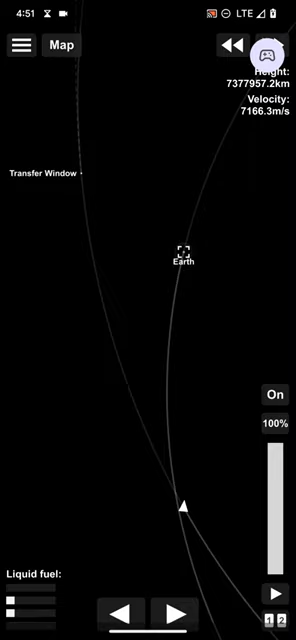 4:51
LTE
Map
Height:
7377957.2km
Velocity:
7166.3m/s
Transfer Window
Earth
On
100%
Liquid fuel:
1 2